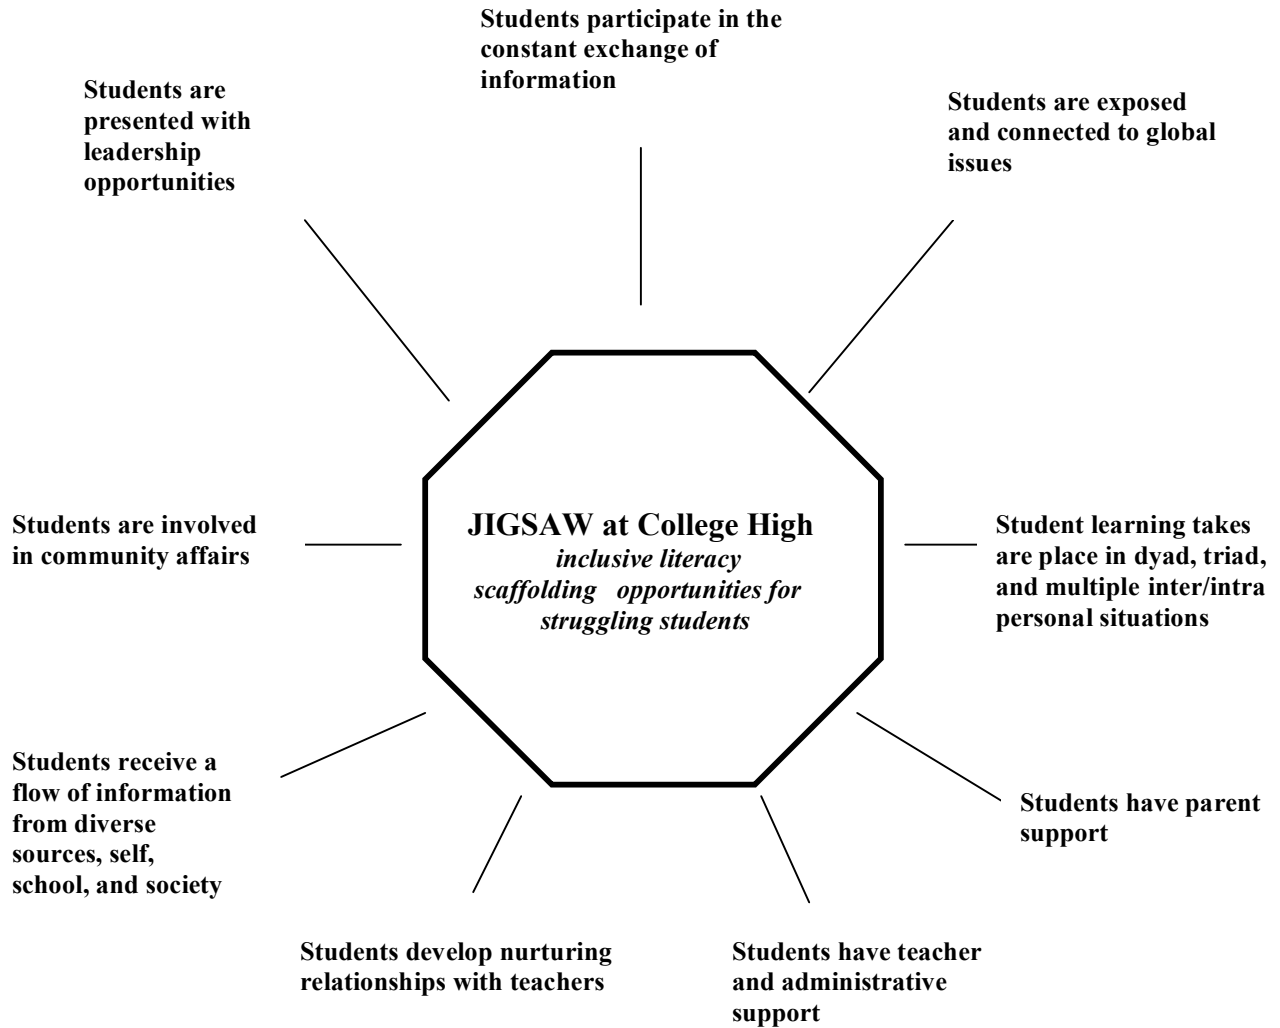 Students participate in the
constant exchange of
information
Students are
presented with
leadership
opportunities
Students are exposed
and connected to global
issues
Students are involved
in community affairs
JIGSAW at College High
inclusive literacy
scaffolding opportunities for
struggling students
Student learning takes
are place in dyad, triad,
and multiple inter/intra
personal situations
Students receive a
flow of information
from diverse
sources, self,
school, and society
Students have parent
support
Students develop nurturing
relationships with teachers
Students have teacher
and administrative
support